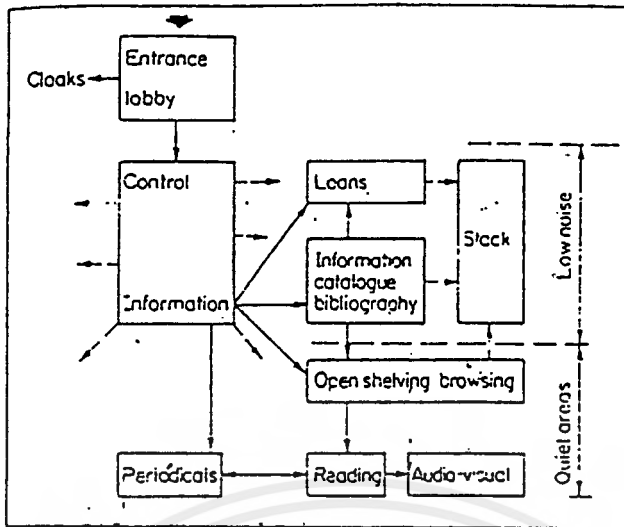 Entrance
lobby
Cloaks
Control
Information
Loans
Information
catalogue
bibliography
Stack
Open shelving browsing
Periodicals
Reading
Audio-visual
Low noise
Quiet areas